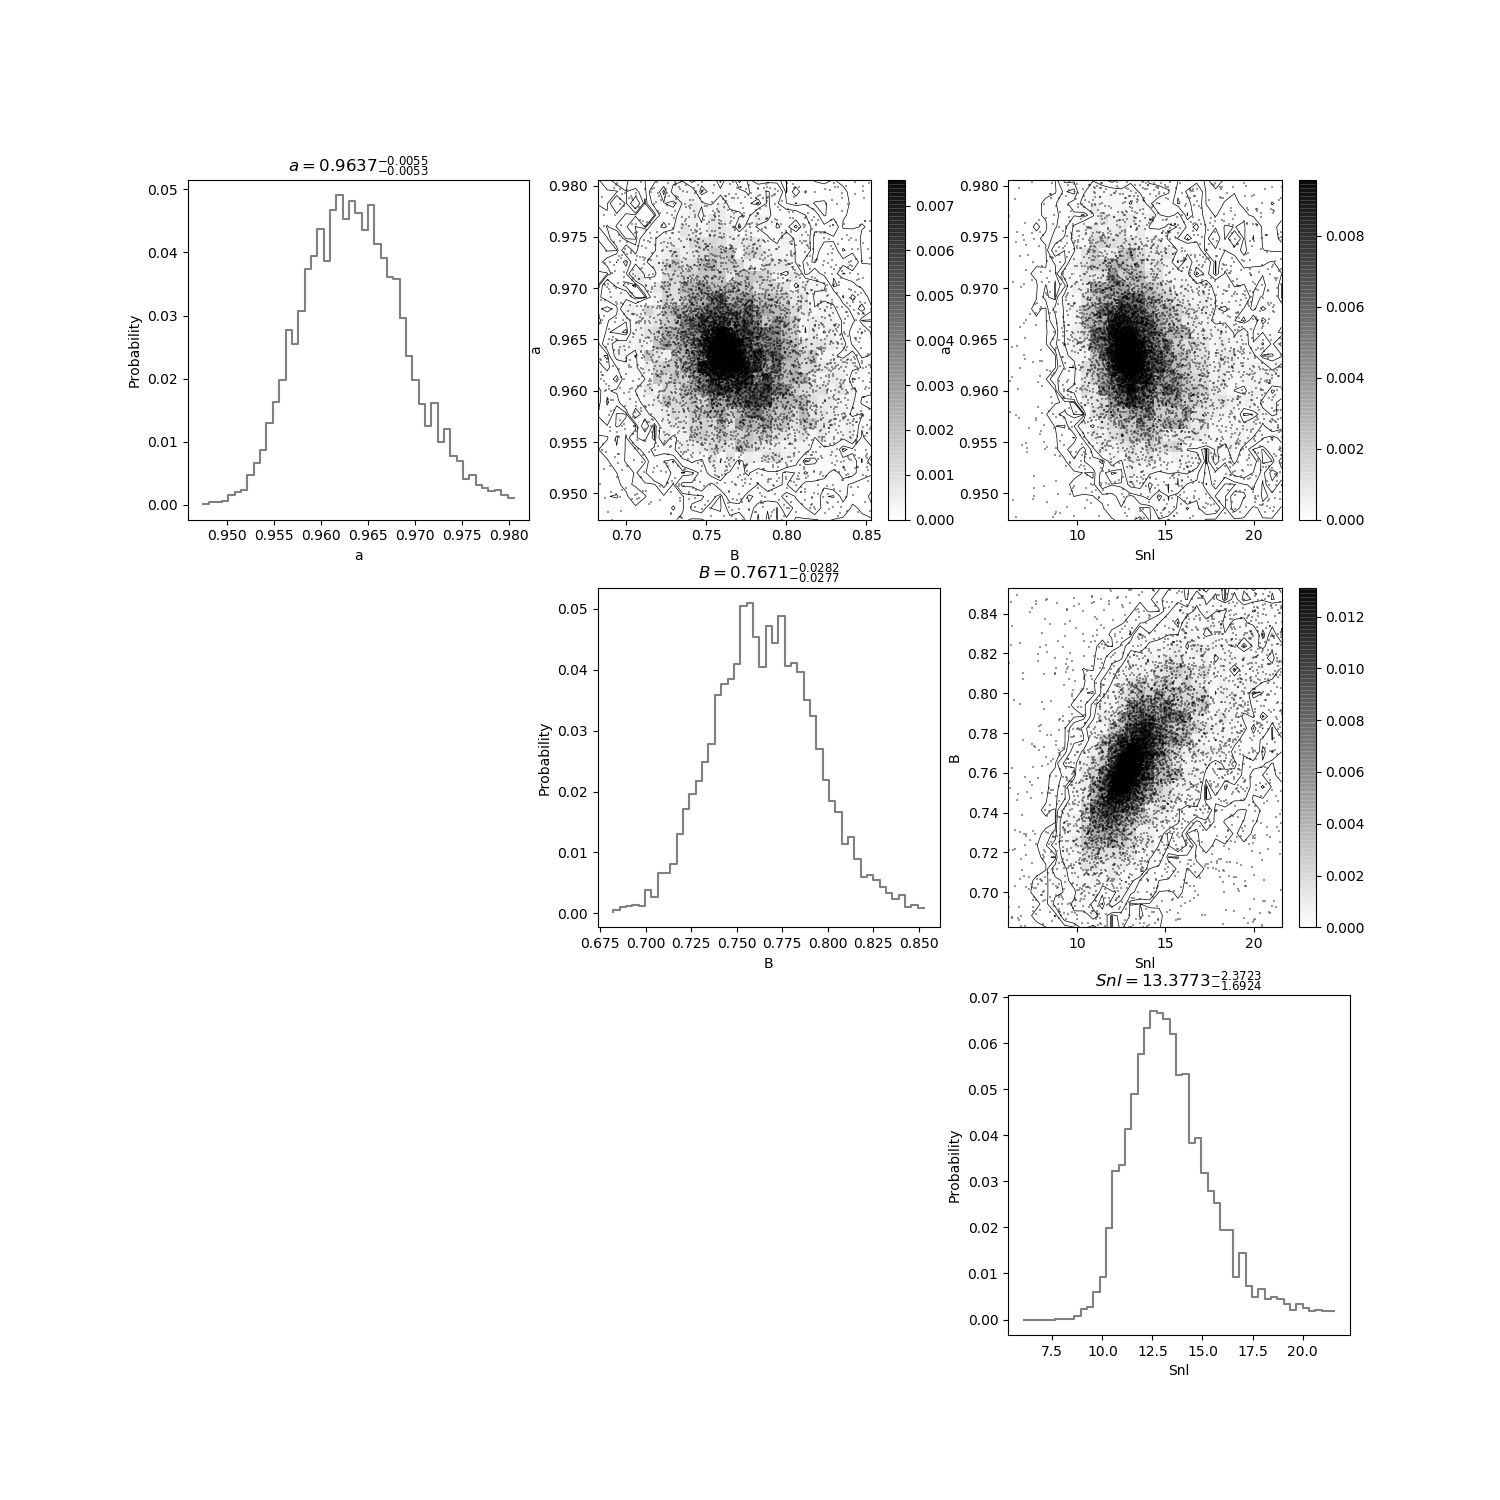 a = 0.9637^{−0.0055}_{−0.0053}
Probability
0.05
0.04
0.03
0.02
0.01
0.00
0.950 0.955 0.960 0.965 0.970 0.975 0.980
a
a
0.980
0.975
0.970
0.965
0.960
0.955
0.950
0.70 0.75 0.80 0.85
B
0.007
0.006
0.005
0.004
0.003
0.002
0.001
0.000
a
0.980
0.975
0.970
0.965
0.960
0.955
0.950
10 15 20
Snl
0.008
0.006
0.004
0.002
0.000
B = 0.7671^{−0.0282}_{−0.0277}
Probability
0.05
0.04
0.03
0.02
0.01
0.00
0.675 0.700 0.725 0.750 0.775 0.800 0.825 0.850
B
B
0.84
0.82
0.80
0.78
0.76
0.74
0.72
0.70
10 15 20
Snl
0.012
0.010
0.008
0.006
0.004
0.002
0.000
Snl = 13.3773^{−2.3723}_{−1.6924}
Probability
0.07
0.06
0.05
0.04
0.03
0.02
0.01
0.00
7.5 10.0 12.5 15.0 17.5 20.0
Snl